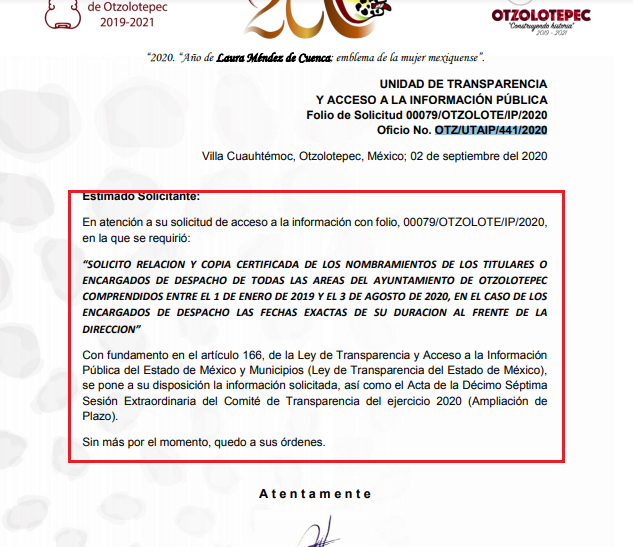 de Otzolotepec
2019-2021
200
OTZOLOTEPEC
"Construyendo historia"
2019 - 2021
"2020. "Año de Laura Méndez de Cuenca; emblema de la mujer mexiquense".
UNIDAD DE TRANSPARENCIA
Y ACCESO A LA INFORMACIÓN PÚBLICA
Folio de Solicitud 00079/OTZOLOTE/IP/2020
Oficio No. OTZ/UTAIP/441/2020
Villa Cuauhtémoc, Otzolotepec, México; 02 de septiembre del 2020
Estimado Solicitante:
En atención a su solicitud de acceso a la información con folio, 00079/OTZOLOTE/IP/2020,
en la que se requirió:
"SOLICITO RELACION Y COPIA CERTIFICADA DE LOS NOMBRAMIENTOS DE LOS TITULARES O
ENCARGADOS DE DESPACHO DE TODAS LAS AREAS DEL AYUNTAMIENTO DE OTZOLOTEPEC
COMPRENDIDOS ENTRE EL 1 DE ENERO DE 2019 Y EL 3 DE AGOSTO DE 2020, EN EL CASO DE LOS
ENCARGADOS DE DESPACHO LAS FECHAS EXACTAS DE SU DURACION AL FRENTE DE LA
DIRECCION"
Con fundamento en el artículo 166, de la Ley de Transparencia y Acceso a la Información
Pública del Estado de México y Municipios (Ley de Transparencia del Estado de México),
se pone a su disposición la información solicitada, así como el Acta de la Décimo Séptima
Sesión Extraordinaria del Comité de Transparencia del ejercicio 2020 (Ampliación de
Plazo).
Sin más por el momento, quedo a sus órdenes.
Atentamente